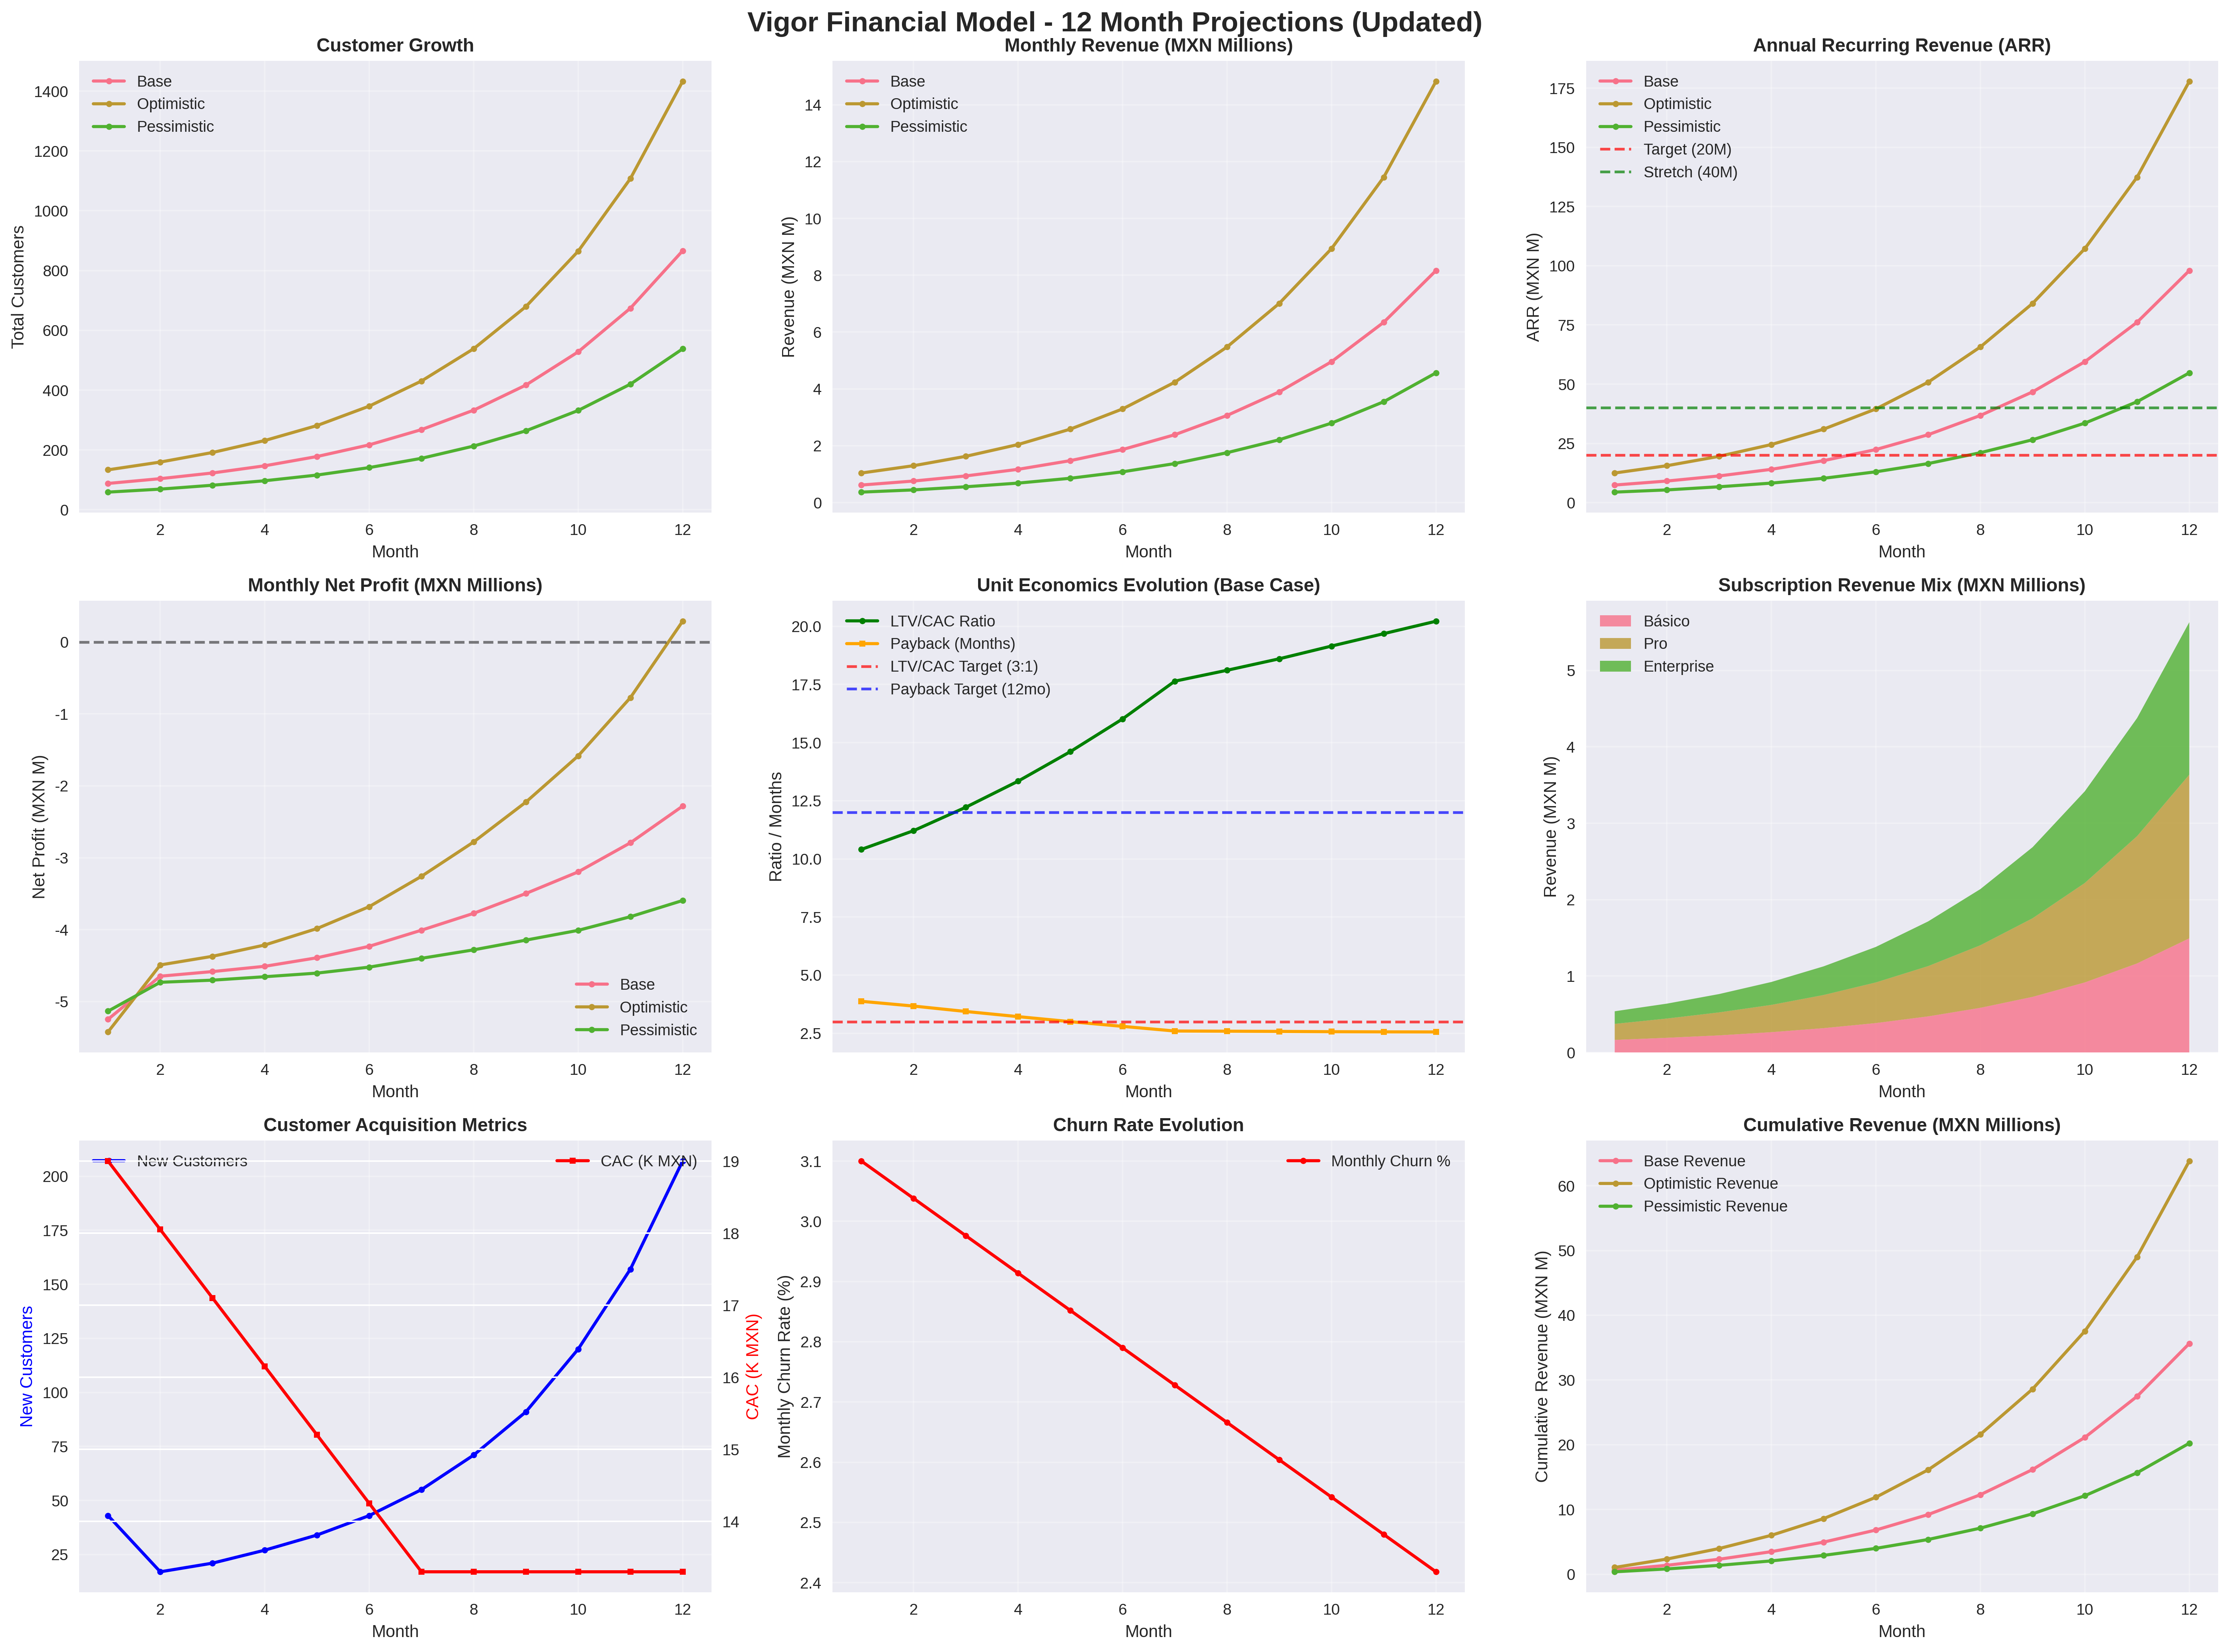 Vigor Financial Model - 12 Month Projections (Updated)
Customer Growth
Base
Optimistic
Pessimistic
Total Customers
1400
1200
1000
800
600
400
200
0
2 4 6 8 10 12
Month
Monthly Revenue (MXN Millions)
Base
Optimistic
Pessimistic
Revenue (MXN M)
14
12
10
8
6
4
2
0
2 4 6 8 10 12
Month
Annual Recurring Revenue (ARR)
Base
Optimistic
Pessimistic
Target (20M)
Stretch (40M)
ARR (MXN M)
175
150
125
100
75
50
25
0
2 4 6 8 10 12
Month
Monthly Net Profit (MXN Millions)
Net Profit (MXN M)
0
-1
-2
-3
-4
-5
Base
Optimistic
Pessimistic
2 4 6 8 10 12
Month
Unit Economics Evolution (Base Case)
LTV/CAC Ratio
Payback (Months)
LTV/CAC Target (3:1)
Payback Target (12mo)
Ratio / Months
20.0
17.5
15.0
12.5
10.0
7.5
5.0
2.5
2 4 6 8 10 12
Month
Subscription Revenue Mix (MXN Millions)
Básico
Pro
Enterprise
Revenue (MXN M)
5
4
3
2
1
0
2 4 6 8 10 12
Month
Customer Acquisition Metrics
New Customers
CAC (K MXN)
New Customers
200
175
150
125
100
75
50
25
19
18
17
16
15
14
CAC (K MXN)
2 4 6 8 10 12
Month
Churn Rate Evolution
Monthly Churn %
Monthly Churn Rate (%)
3.1
3.0
2.9
2.8
2.7
2.6
2.5
2.4
2 4 6 8 10 12
Month
Cumulative Revenue (MXN Millions)
Base Revenue
Optimistic Revenue
Pessimistic Revenue
Cumulative Revenue (MXN M)
60
50
40
30
20
10
0
2 4 6 8 10 12
Month